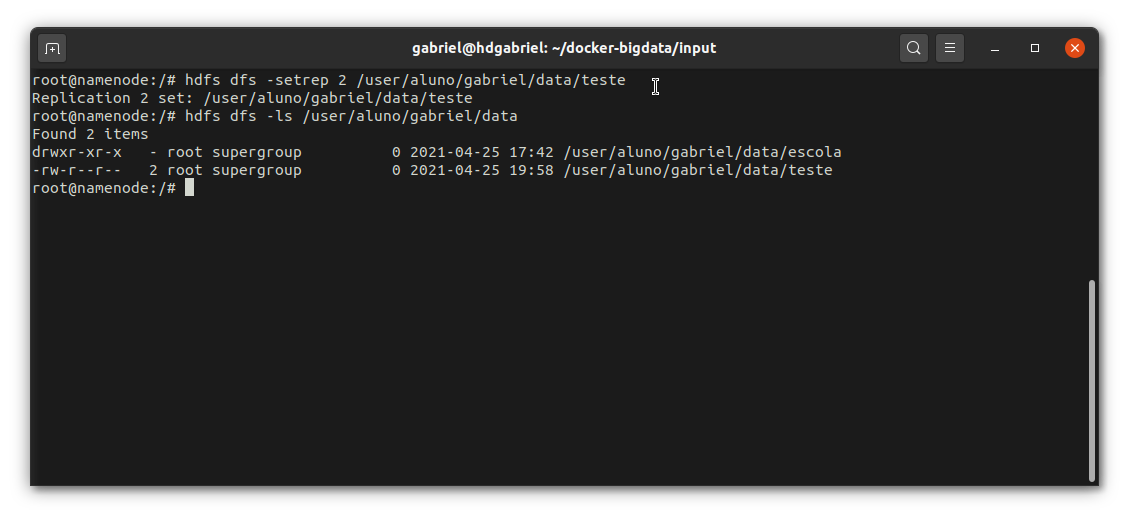 gabriel@hdgabriel: ~/docker-bigdata/input
root@namenode:/# hdfs dfs -setrep 2 /user/aluno/gabriel/data/teste
Replication 2 set: /user/aluno/gabriel/data/teste
root@namenode:/# hdfs dfs -ls /user/aluno/gabriel/data
Found 2 items
drwxr-xr-x   - root supergroup          0 2021-04-25 17:42 /user/aluno/gabriel/data/escola
-rw-r--r--   2 root supergroup          0 2021-04-25 19:58 /user/aluno/gabriel/data/teste
root@namenode:/#